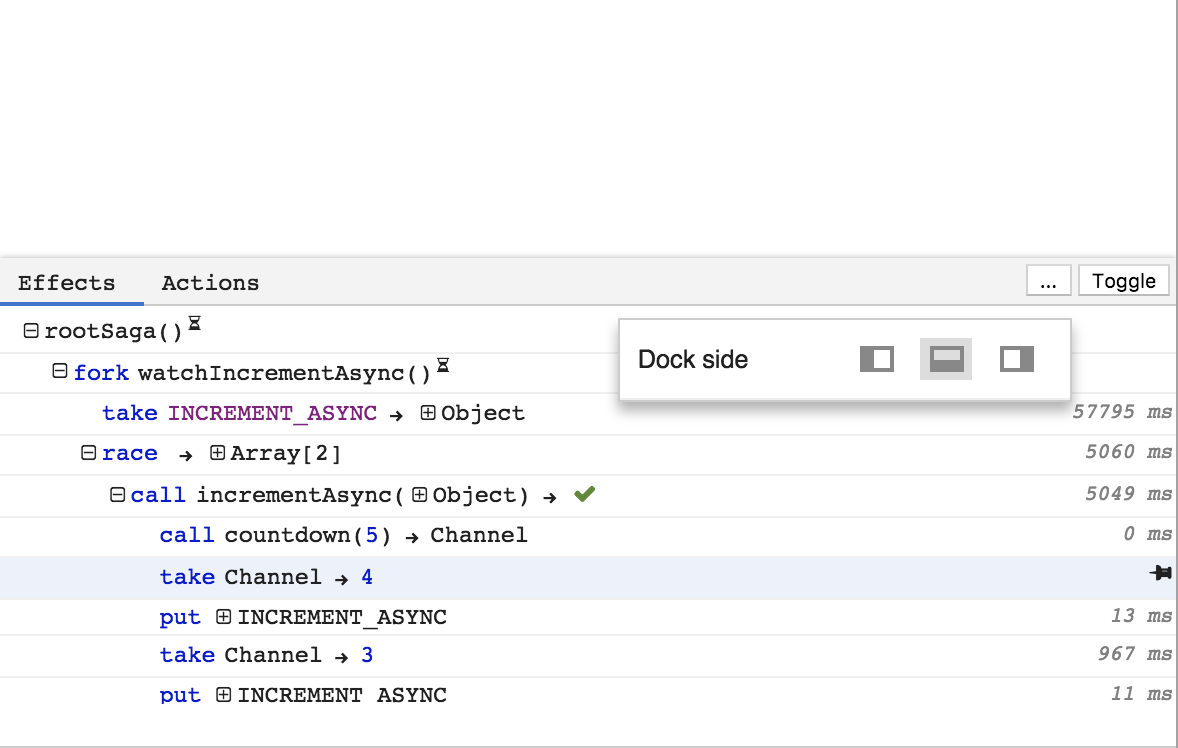 Effects Actions ... Toggle
rootSaga()
Dock side
fork watchIncrementAsync()
take INCREMENT_ASYNC → Object 57795 ms
race → Array[2] 5060 ms
call incrementAsync( Object) → 5049 ms
call countdown(5) → Channel 0 ms
take Channel → 4
put INCREMENT_ASYNC 13 ms
take Channel → 3 967 ms
put INCREMENT ASYNC 11 ms